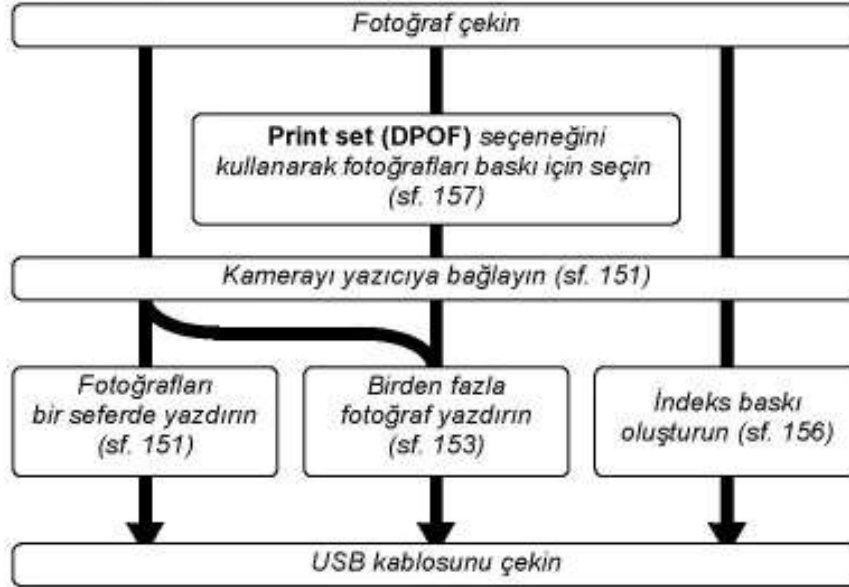 Fotoğraf çekin
Print set (DPOF) seçeneğini
kullanarak fotoğrafları baskı için seçin
(sf. 157)
Kamerayı yazıcıya bağlayın (sf. 151)
Fotoğrafları
bir seferde yazdırın
(sf. 151)
Birden fazla
fotoğraf yazdırın
(sf. 153)
İndeks baskı
oluşturun (sf. 156)
USB kablosunu çekin